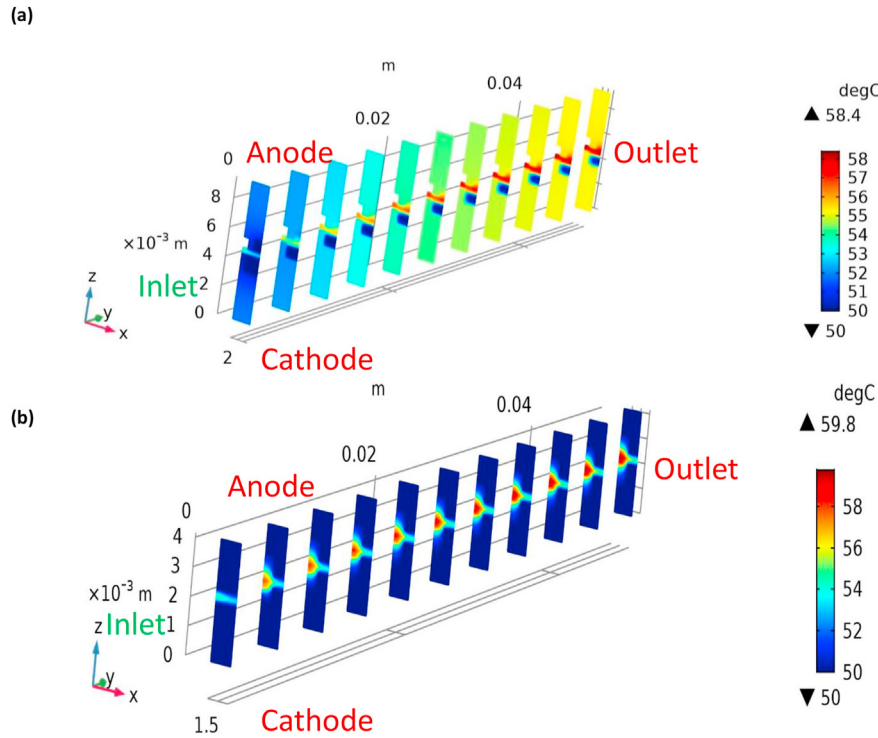 (a)
m
0.04
0.02
0
Anode
Outlet
8
6
×10⁻³ m
4
Inlet
2
0
z
y
x
2
Cathode
degC
▲ 58.4
58
57
56
55
54
53
52
51
50
▼ 50
(b)
m
0.04
0.02
0
Anode
Outlet
4
3
×10⁻³ m
2
Inlet
1
0
z
y
x
1.5
Cathode
degC
▲ 59.8
58
56
54
52
50
▼ 50